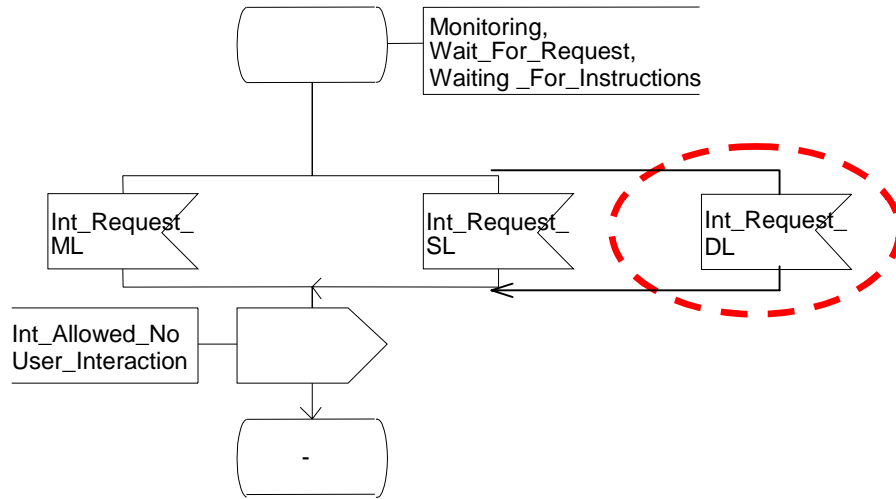 Monitoring,
Wait_For_Request,
Waiting _For_Instructions
Int_Request_
ML
Int_Request_
SL
Int_Request_
DL
Int_Allowed_No
User_Interaction
-